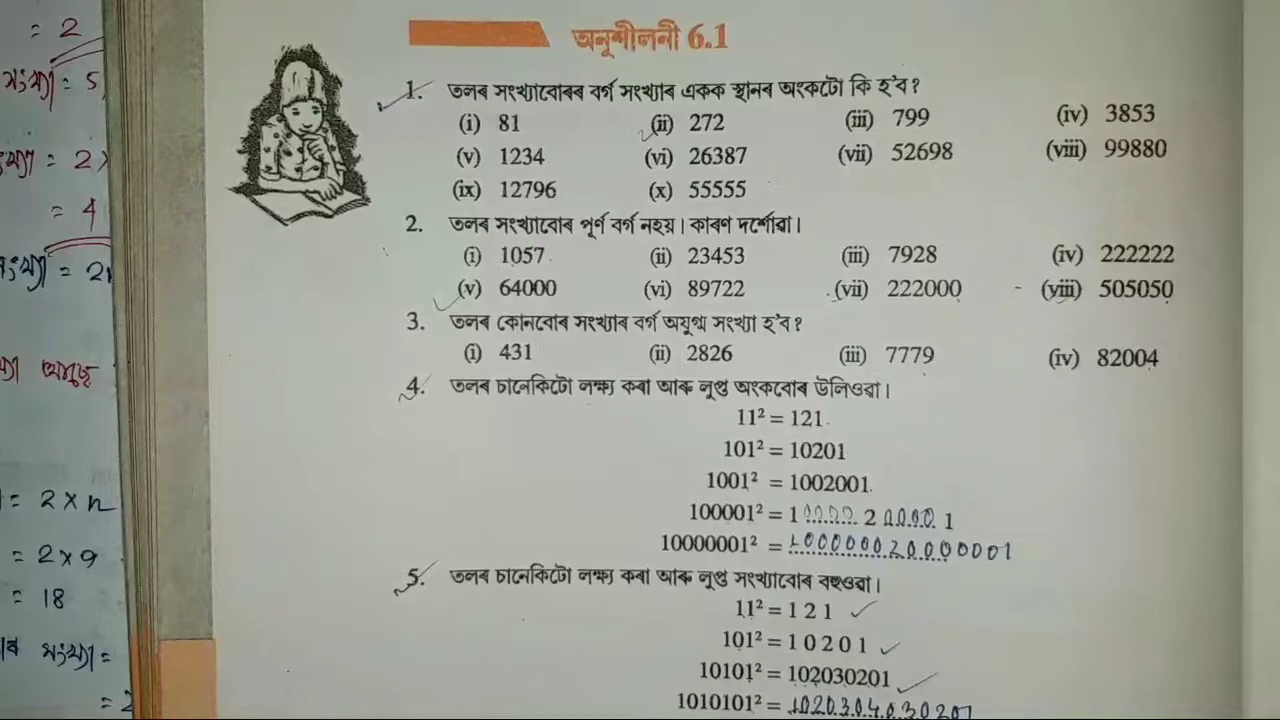 = 2
সংখ্যা = 5
= 4
= 2 x n
= 2 x 9
= 18
সংখ্যা =
অনুশীলনী 6.1
1. তলৰ সংখ্যাবোৰৰ বৰ্গ সংখ্যাৰ একক স্থানৰ অংকটো কি হ'ব?
(i) 81 (ii) 272 (iii) 799 (iv) 3853
(v) 1234 (vi) 26387 (vii) 52698 (viii) 99880
(ix) 12796 (x) 55555
2. তলৰ সংখ্যাবোৰ পূৰ্ণ বৰ্গ নহয়। কাৰণ দৰ্শোৱা।
(i) 1057 (ii) 23453 (iii) 7928 (iv) 222222
(v) 64000 (vi) 89722 (vii) 222000 (viii) 505050
3. তলৰ কোনবোৰ সংখ্যাৰ বৰ্গ অযুগ্ম সংখ্যা হ'ব?
(i) 431 (ii) 2826 (iii) 7779 (iv) 82004
4. তলৰ চানেকিটো লক্ষ্য কৰা আৰু লুপ্ত অংকবোৰ উলিওৱা।
11² = 121
101² = 10201
1001² = 1002001
100001² = 1 0000 2 0000 1
10000001² = 100000020000001
5. তলৰ চানেকিটো লক্ষ্য কৰা আৰু লুপ্ত সংখ্যাবোৰ বহুওৱা।
11² = 1 2 1
101² = 1 0 2 0 1
10101² = 102030201
1010101² = 1020304030201